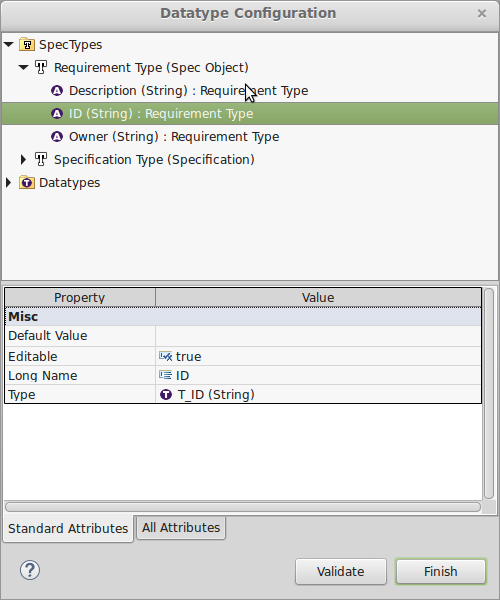 Datatype Configuration
SpecTypes
Requirement Type (Spec Object)
Description (String) : Requirement Type
ID (String) : Requirement Type
Owner (String) : Requirement Type
Specification Type (Specification)
Datatypes
Property Value
Misc
Default Value
Editable true
Long Name ID
Type T_ID (String)
Standard Attributes All Attributes
Validate Finish